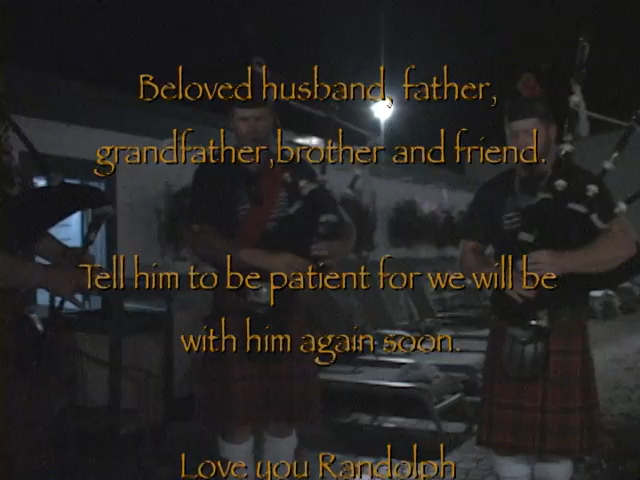 Beloved husband, father,
grandfather,brother and friend.
Tell him to be patient for we will be
with him again soon.
Love you Randolph